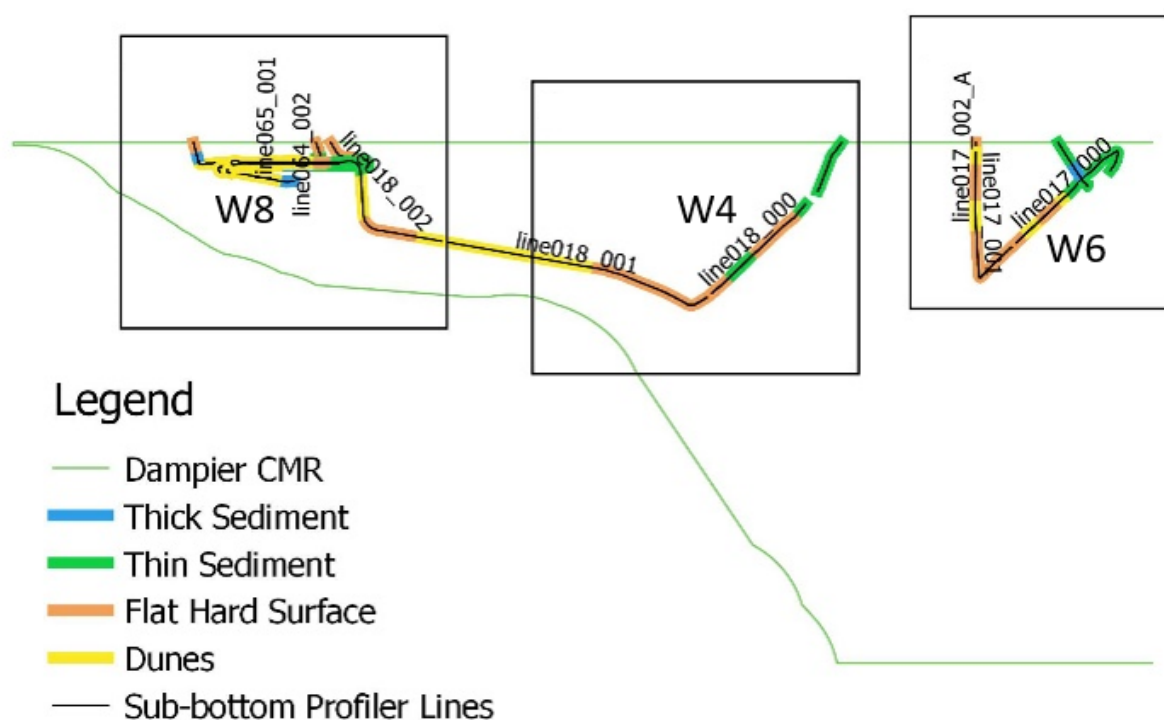 line065_001
line064_002
line018_002
W8
line018_001
W4
line018_000
line017_002_A
line017_001
line017_000
W6
Legend
Dampier CMR
Thick Sediment
Thin Sediment
Flat Hard Surface
Dunes
Sub-bottom Profiler Lines